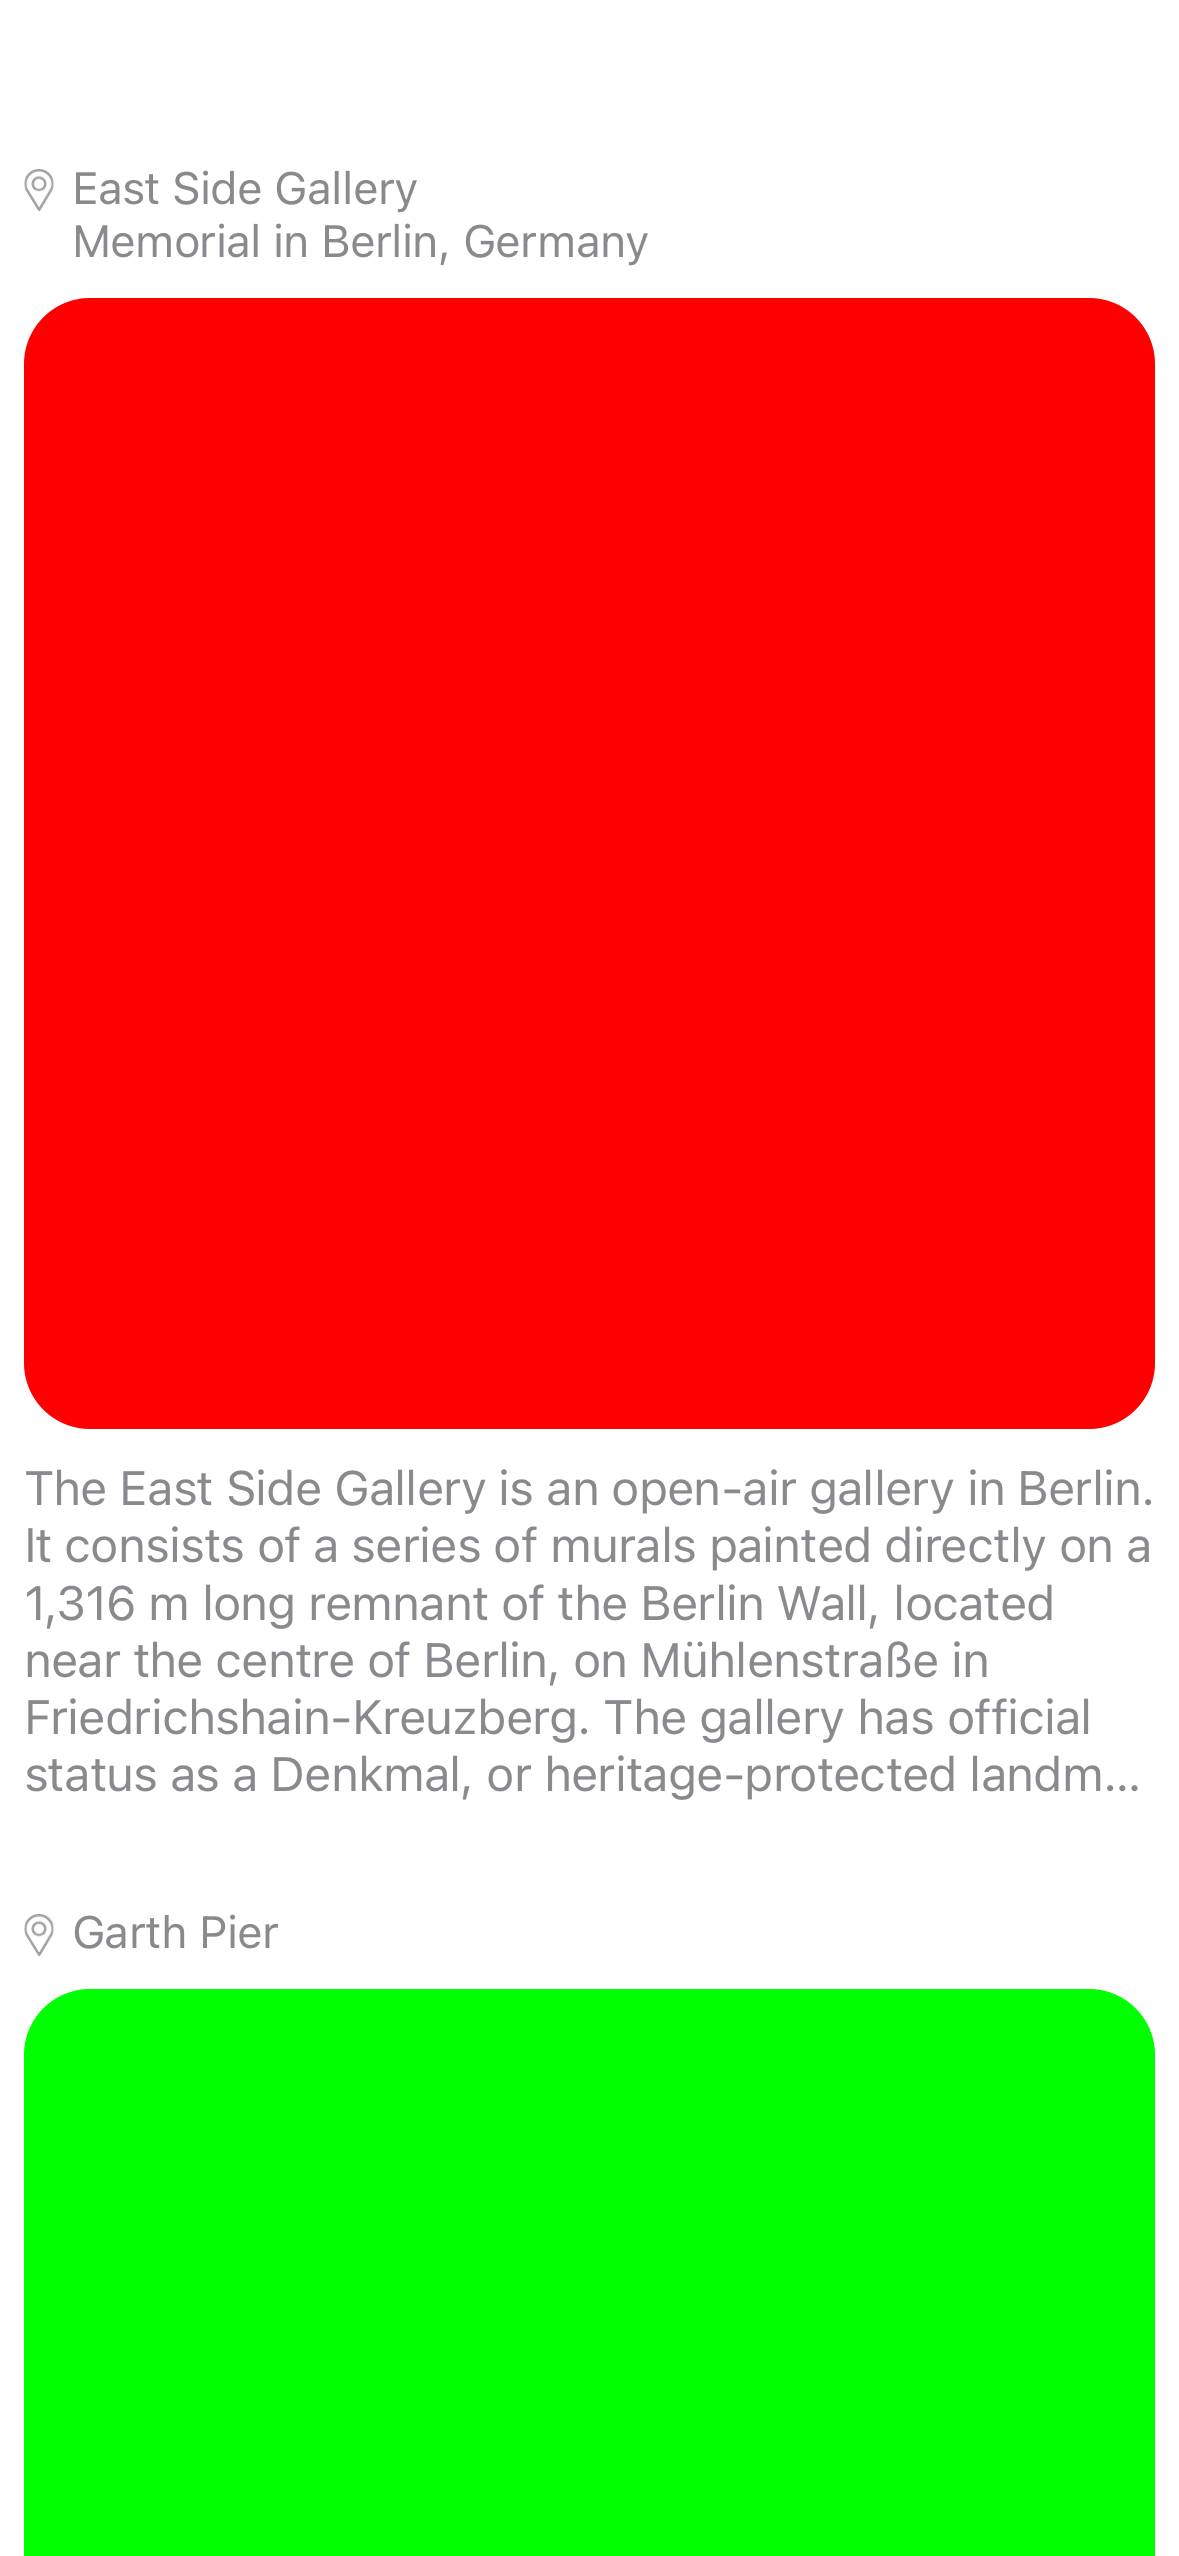 East Side Gallery
Memorial in Berlin, Germany
The East Side Gallery is an open-air gallery in Berlin.
It consists of a series of murals painted directly on a
1,316 m long remnant of the Berlin Wall, located
near the centre of Berlin, on Mühlenstraße in
Friedrichshain-Kreuzberg. The gallery has official
status as a Denkmal, or heritage-protected landm...
Garth Pier